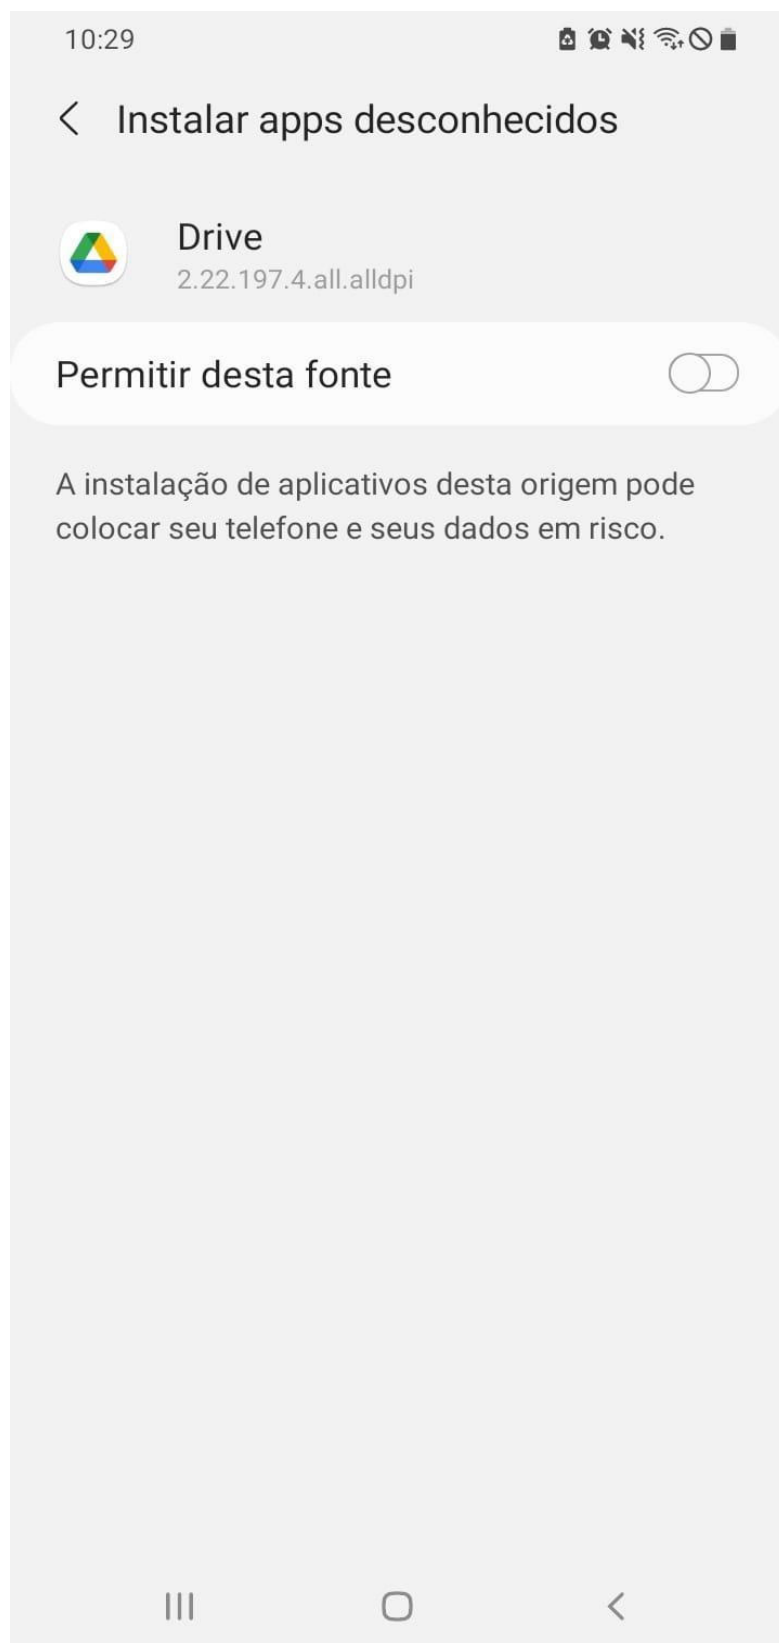 10:29
Instalar apps desconhecidos
Drive
2.22.197.4.all.alldpi
Permitir desta fonte
A instalação de aplicativos desta origem pode
colocar seu telefone e seus dados em risco.